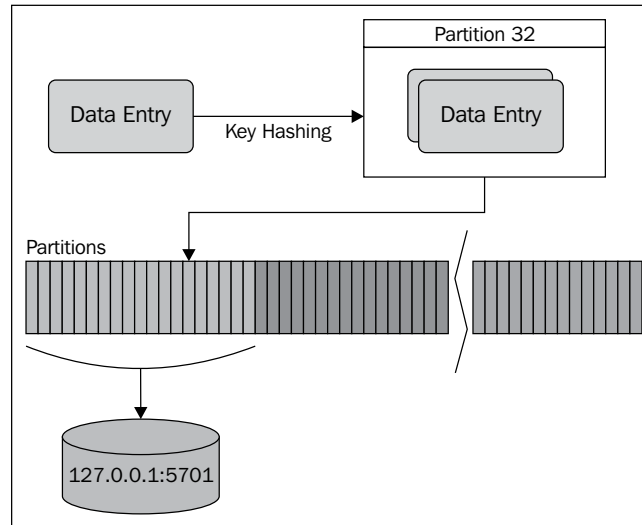 Partition 32
Data Entry
Key Hashing
Data Entry
Partitions
127.0.0.1:5701